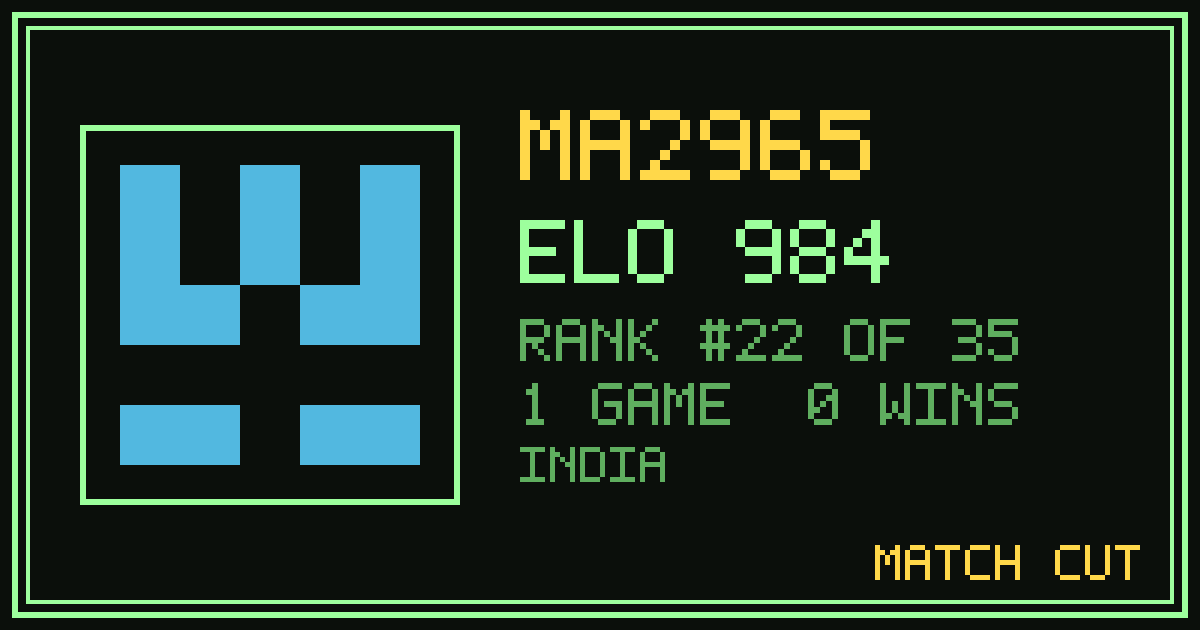 MA2965
ELO 984
RANK #22 OF 35
1 GAME  0 WINS
INDIA
MATCH CUT